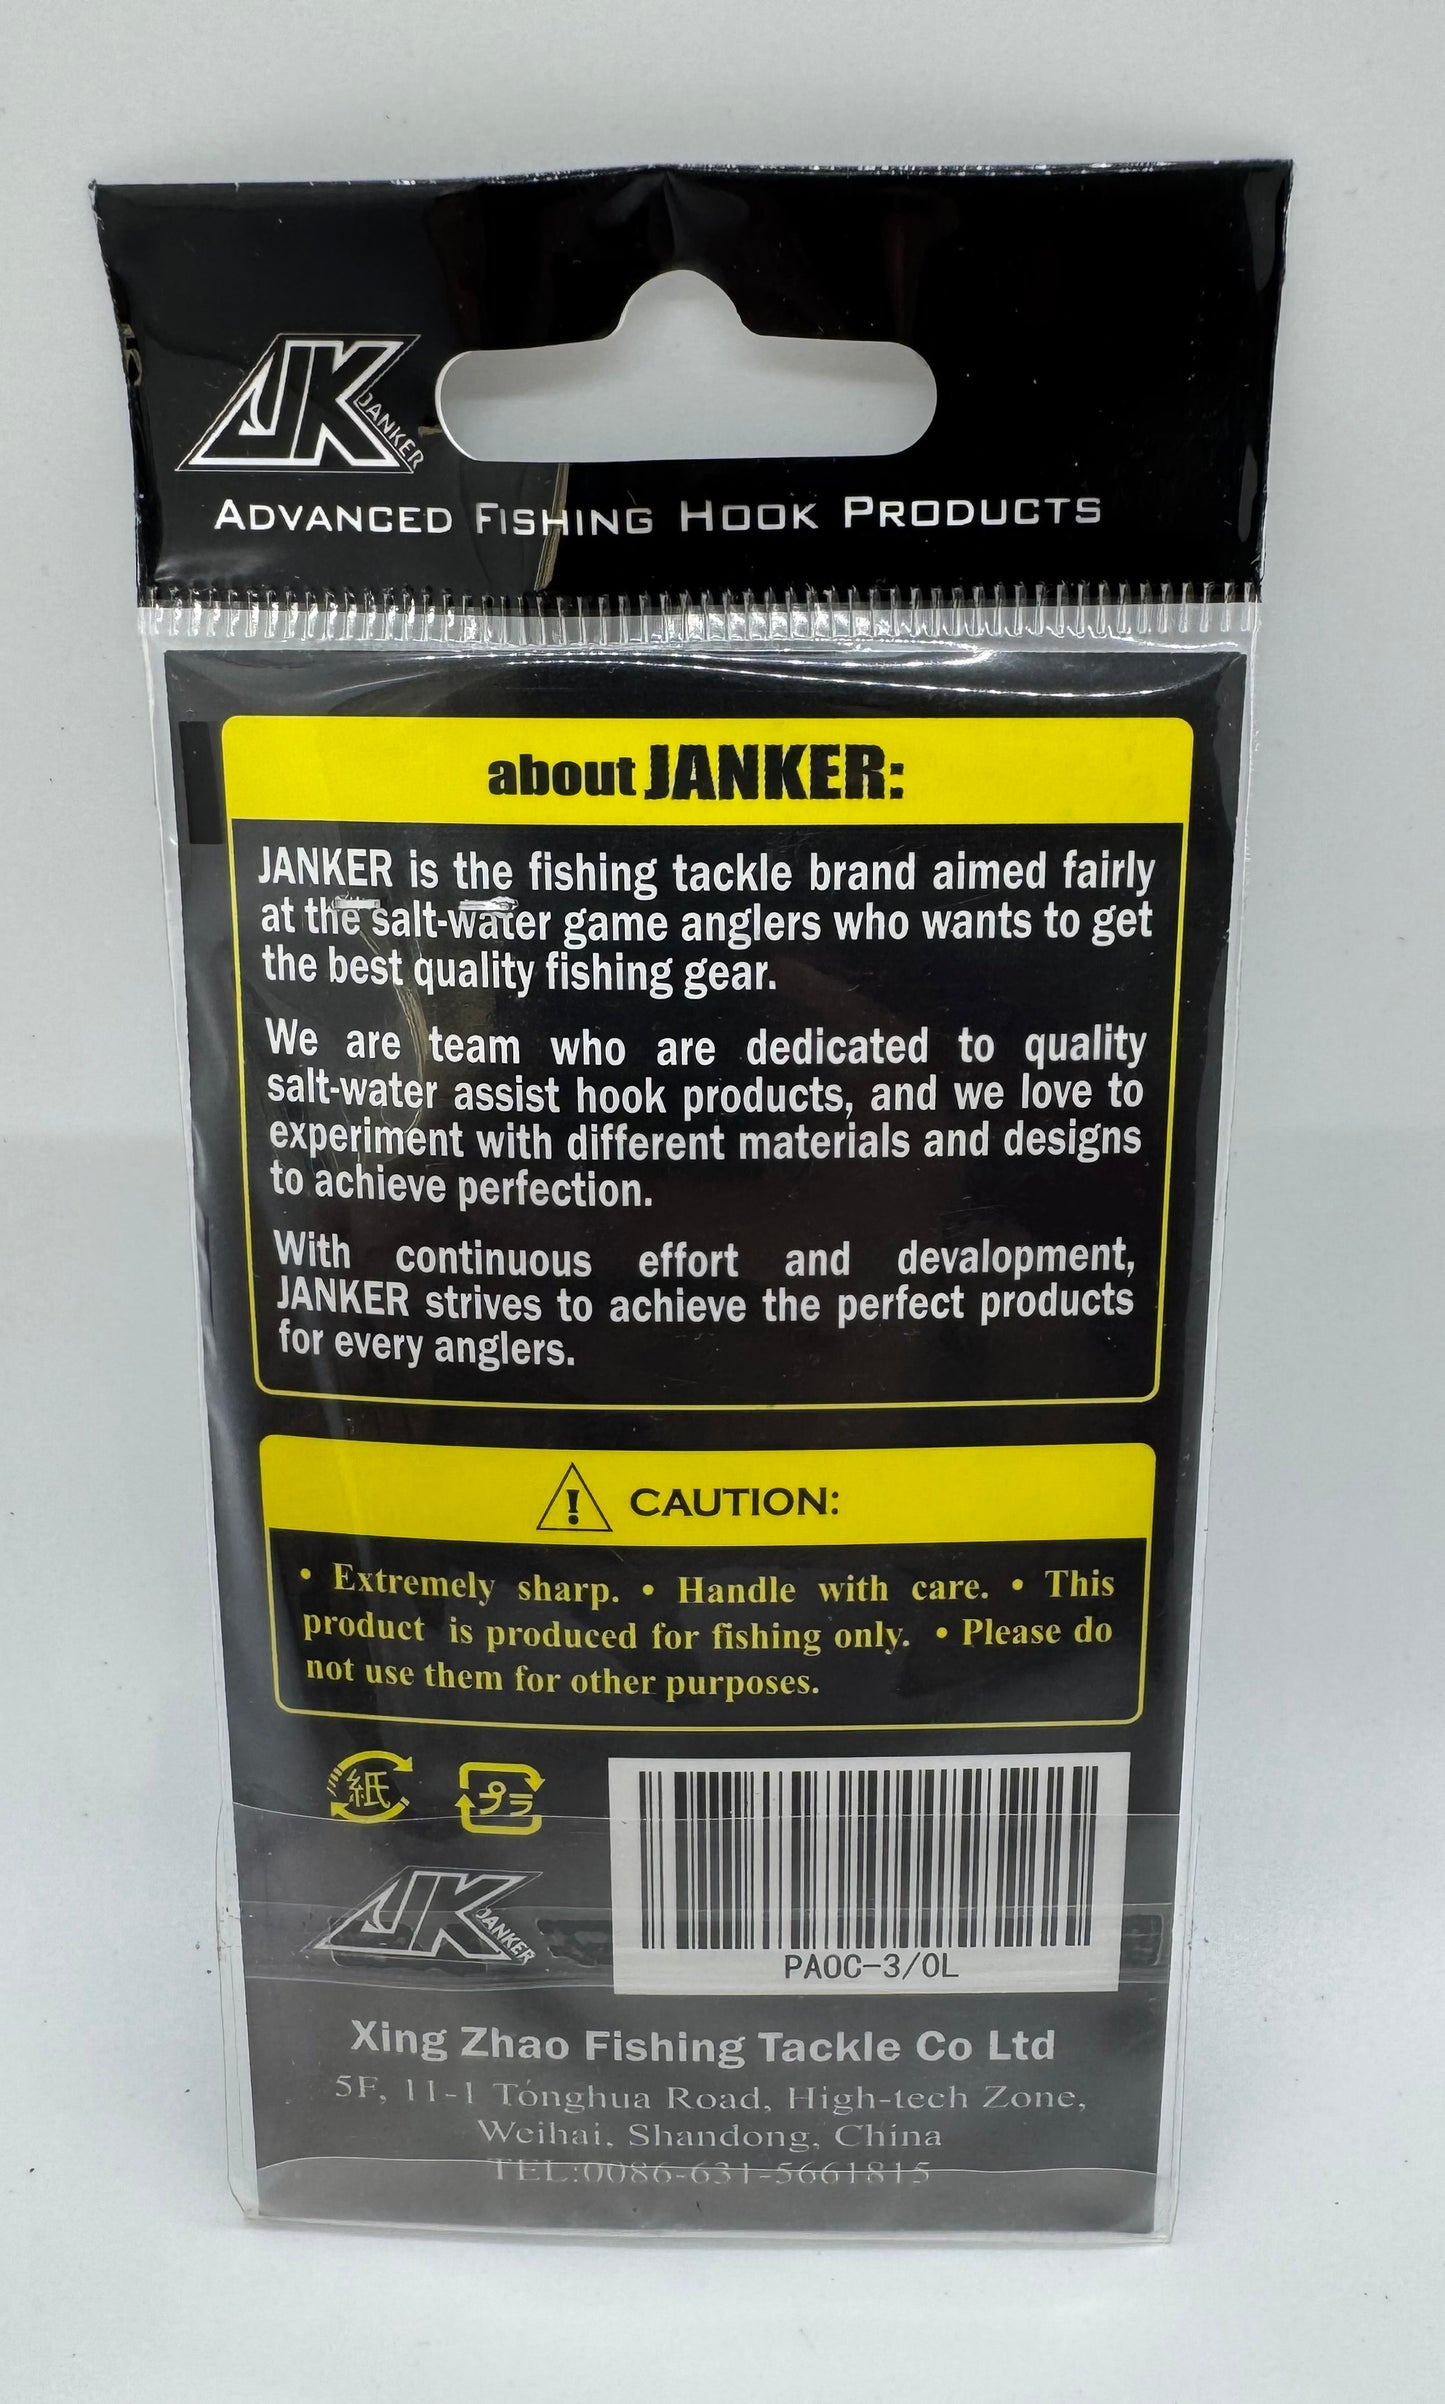 JK JANKER
ADVANCED FISHING HOOK PRODUCTS
about JANKER:
JANKER is the fishing tackle brand aimed fairly
at the salt-water game anglers who wants to get
the best quality fishing gear.
We are team who are dedicated to quality
salt-water assist hook products, and we love to
experiment with different materials and designs
to achieve perfection.
With continuous effort and devalopment,
JANKER strives to achieve the perfect products
for every anglers.
! CAUTION:
• Extremely sharp. • Handle with care. • This
product is produced for fishing only. • Please do
not use them for other purposes.
紙 プラ
JK JANKER
PAOC-3/0L
Xing Zhao Fishing Tackle Co Ltd
5F, 11-1 Tonghua Road, High-tech Zone,
Weihai, Shandong, China
TEL:0086-631-5661815